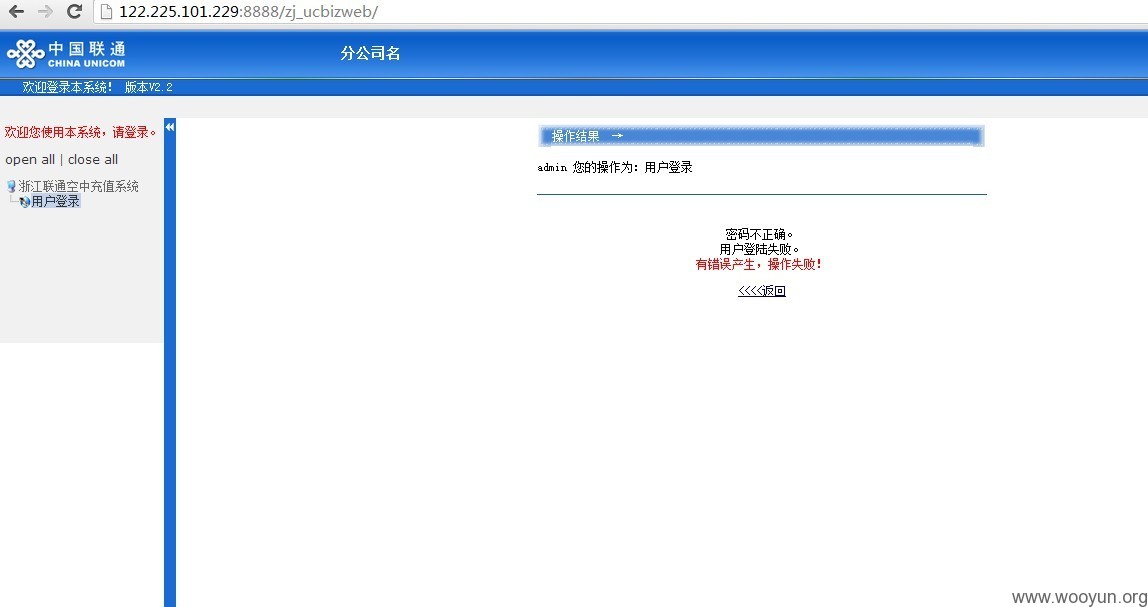 122.225.101.229:8888/zj_ucbizweb/
中国联通
CHINA UNICOM
分公司名
欢迎登录本系统! 版本V2.2
欢迎您使用本系统，请登录。
open all | close all
浙江联通空中充值系统
用户登录
操作结果 →
admin 您的操作为: 用户登录
密码不正确。
用户登陆失败。
有错误产生，操作失败!
<<<<返回
www.wooyun.org